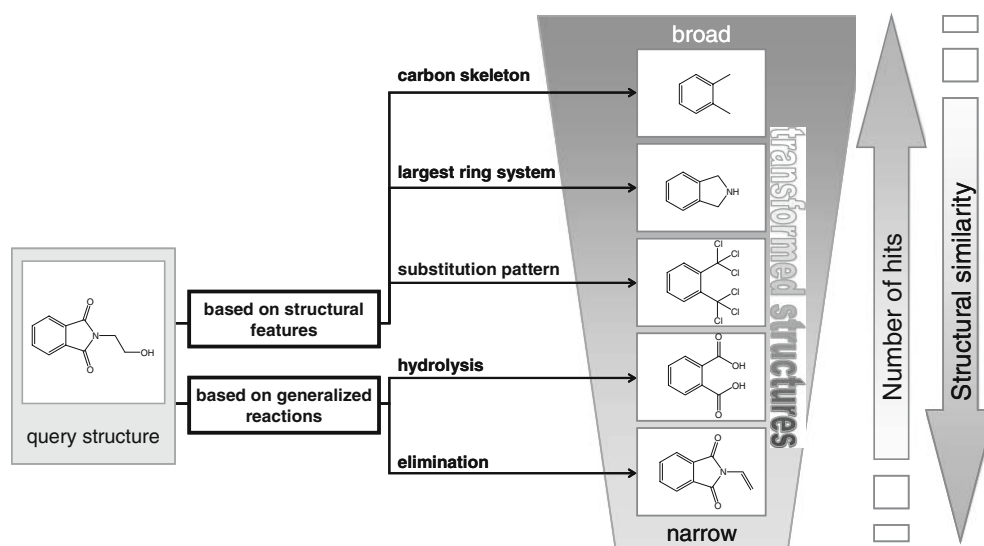 broad
carbon skeleton
largest ring system
NH
substitution pattern
Cl
Cl
Cl
Cl
Cl
Cl
based on structural
features
O
N
OH
O
query structure
based on generalized
reactions
hydrolysis
O
OH
OH
O
elimination
O
N
O
narrow
transformed structures
Number of hits
Structural similarity